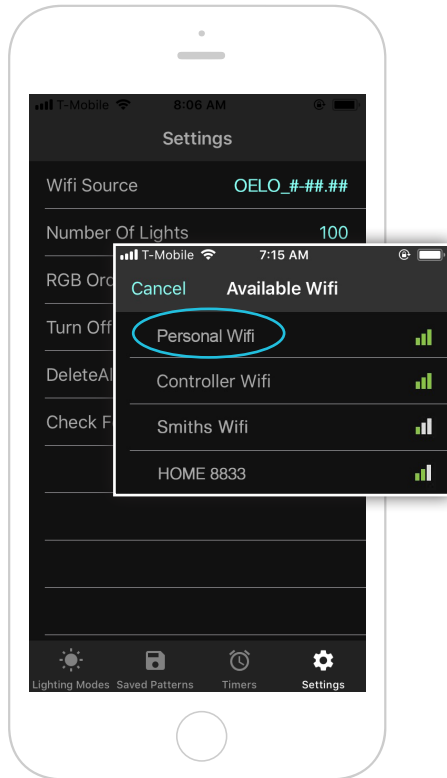 T-Mobile 8:06 AM
Settings
Wifi Source OELO_#-##.##
Number Of Lights 100
RGB Orc
Turn Off
DeleteAl
Check F
T-Mobile 7:15 AM
Cancel Available Wifi
Personal Wifi
Controller Wifi
Smiths Wifi
HOME 8833
Lighting Modes Saved Patterns Timers Settings